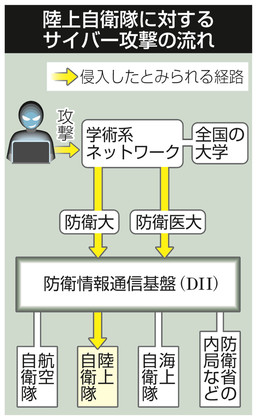 陸上自衛隊に対する
サイバー攻撃の流れ
侵入したとみられる経路
攻撃
学術系
ネットワーク
全国の
大学
防衛大
防衛医大
防衛情報通信基盤(DII)
航空
自衛隊
陸上
自衛隊
海上
自衛隊
防衛省の
内局など